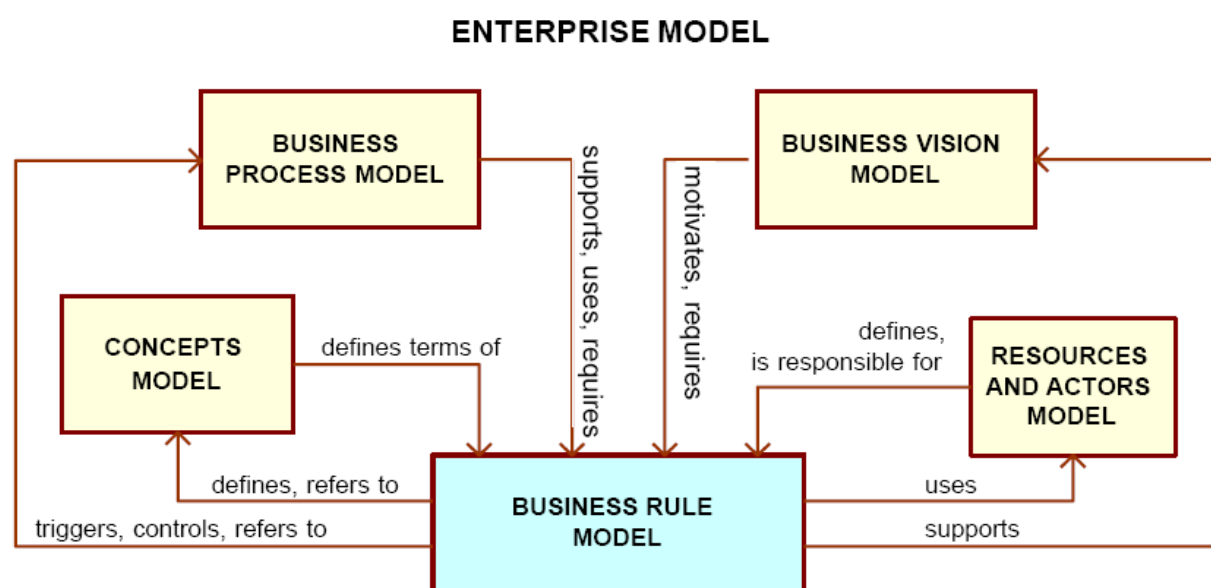 ENTERPRISE MODEL
BUSINESS
PROCESS MODEL
BUSINESS VISION
MODEL
supports, uses, requires
motivates, requires
CONCEPTS
MODEL
defines terms of
defines,
is responsible for
RESOURCES
AND ACTORS
MODEL
defines, refers to
triggers, controls, refers to
BUSINESS RULE
MODEL
uses
supports